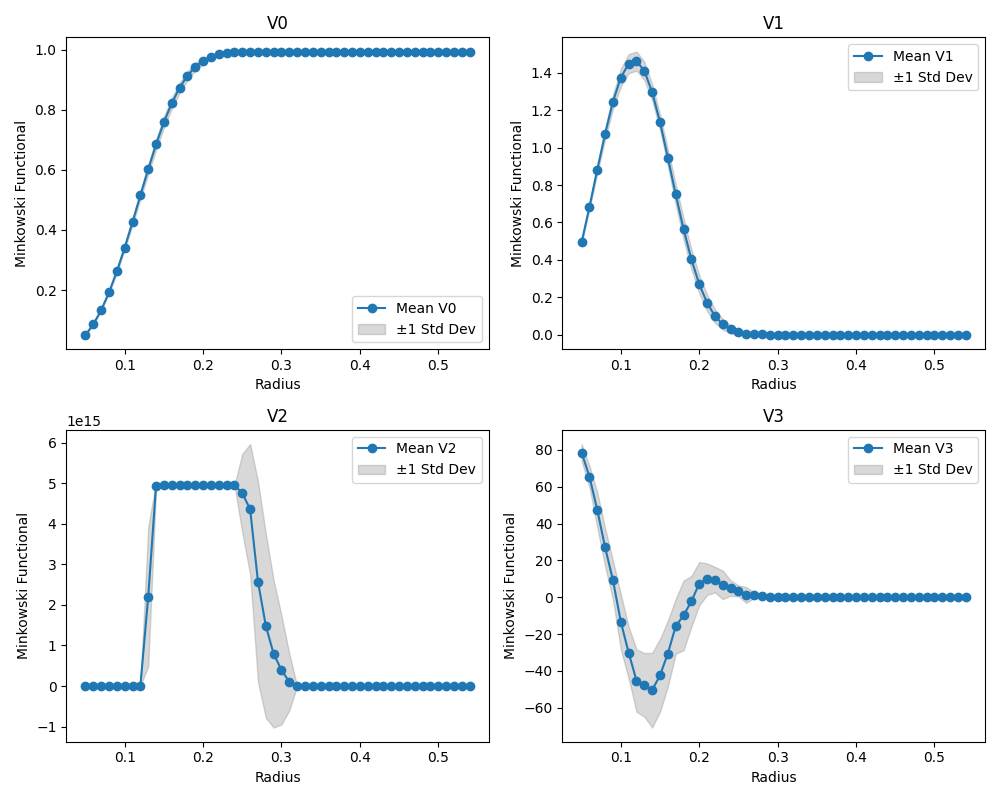 V0
1.0
0.8
0.6
0.4
0.2
Minkowski Functional
Mean V0
±1 Std Dev
0.1 0.2 0.3 0.4 0.5
Radius
V1
1.4
1.2
1.0
0.8
0.6
0.4
0.2
0.0
Minkowski Functional
Mean V1
±1 Std Dev
0.1 0.2 0.3 0.4 0.5
Radius
V2
1e15
6
5
4
3
2
1
0
−1
Minkowski Functional
Mean V2
±1 Std Dev
0.1 0.2 0.3 0.4 0.5
Radius
V3
80
60
40
20
0
−20
−40
−60
Minkowski Functional
Mean V3
±1 Std Dev
0.1 0.2 0.3 0.4 0.5
Radius